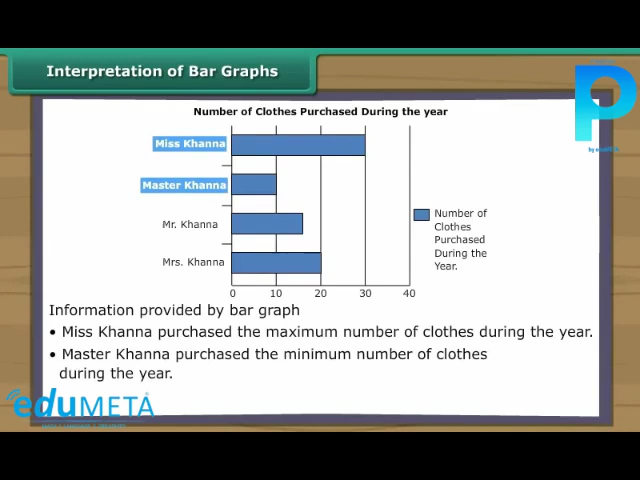 Interpretation of Bar Graphs
P
Number of Clothes Purchased During the year
Miss Khanna
Master Khanna
Mr. Khanna
Mrs. Khanna
0 10 20 30 40
Number of
Clothes
Purchased
During the
Year.
Information provided by bar graph
• Miss Khanna purchased the maximum number of clothes during the year.
• Master Khanna purchased the minimum number of clothes
during the year.
eduMETA